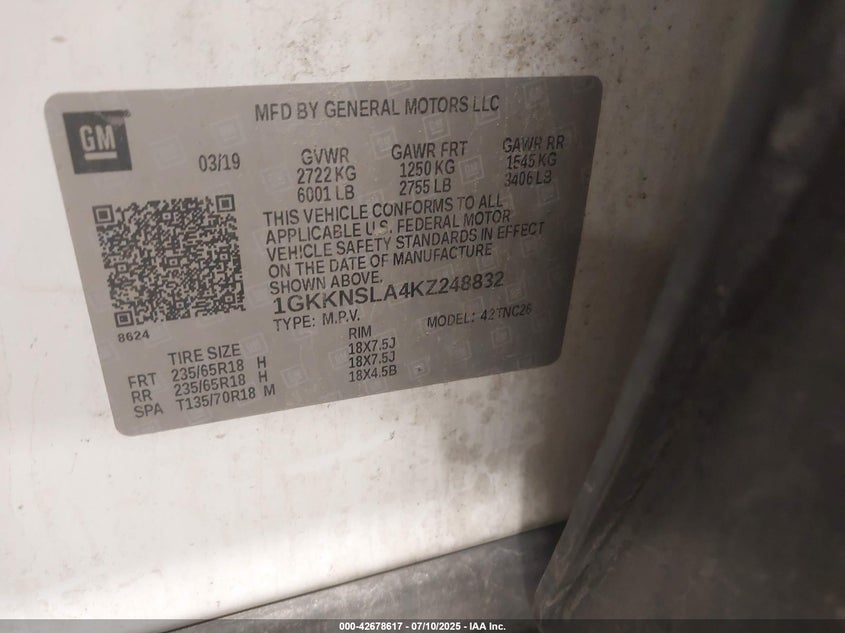 MFD BY GENERAL MOTORS LLC
GM
03/19
GVWR GAWR FRT GAWR RR
2722 KG 1250 KG 1545 KG
6001 LB 2755 LB 3406 LB
THIS VEHICLE CONFORMS TO ALL
APPLICABLE U.S. FEDERAL MOTOR
VEHICLE SAFETY STANDARDS IN EFFECT
ON THE DATE OF MANUFACTURE
SHOWN ABOVE.
1GKKNSLA4KZ248832
TYPE: M.P.V. MODEL: 42TNC26
8624
TIRE SIZE RIM
FRT 235/65R18 H 18X7.5J
RR 235/65R18 H 18X7.5J
SPA T135/70R18 M 18X4.5B
000-42678617 - 07/10/2025 - IAA Inc.